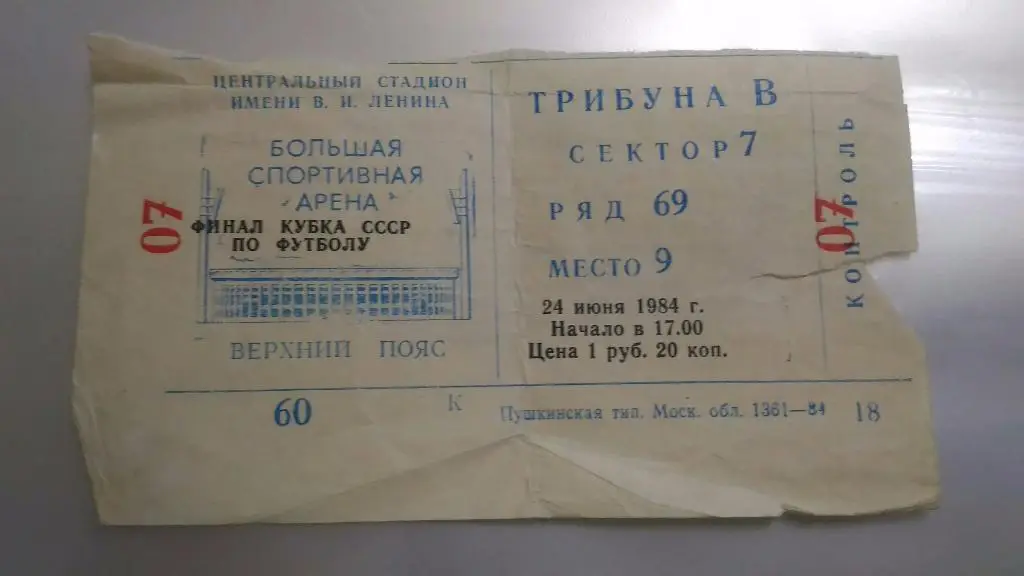 ЦЕНТРАЛЬНЫЙ СТАДИОН
ИМЕНИ В. И. ЛЕНИНА
БОЛЬШАЯ
СПОРТИВНАЯ
АРЕНА
ФИНАЛ КУБКА СССР
ПО ФУТБОЛУ
ВЕРХНИЙ ПОЯС
07
ТРИБУНА В
СЕКТОР 7
РЯД 69
МЕСТО 9
24 июня 1984 г.
Начало в 17.00
Цена 1 руб. 20 коп.
07
КОНТРОЛЬ
60
К
Пушкинская тип. Моск. обл. 1361—84
18